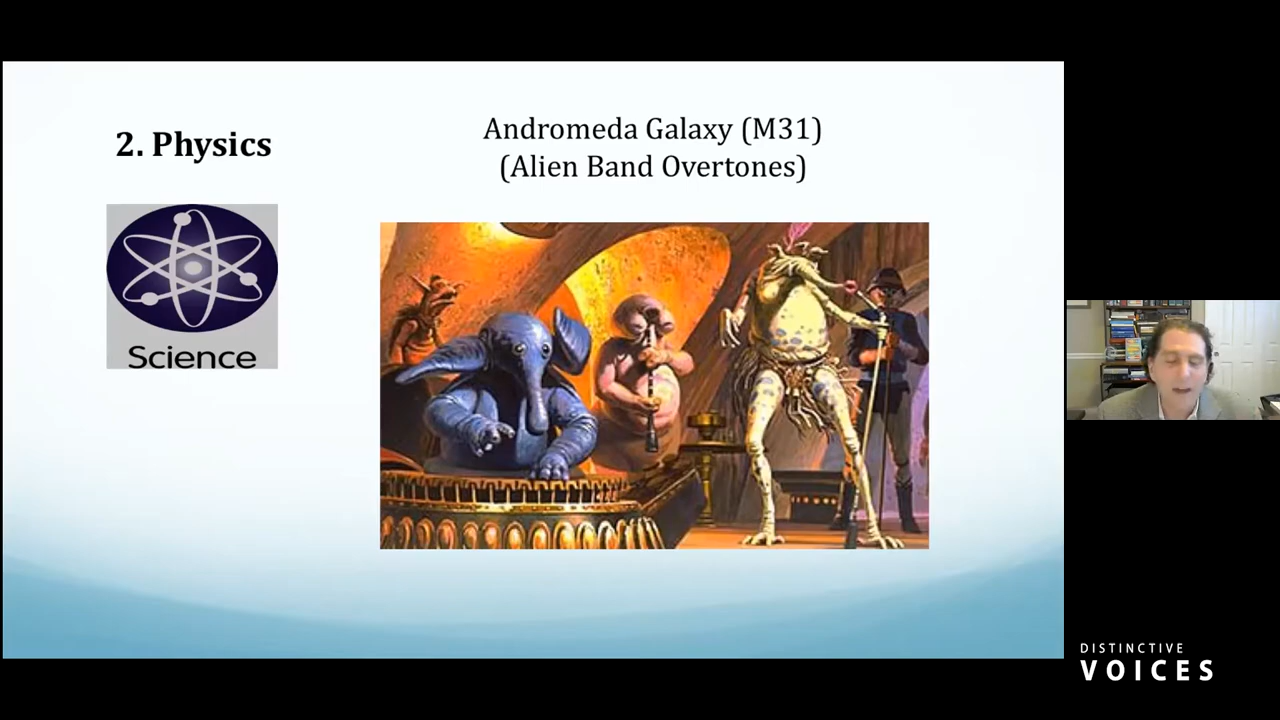 2. Physics
Andromeda Galaxy (M31)
(Alien Band Overtones)
Science
DISTINCTIVE
VOICES